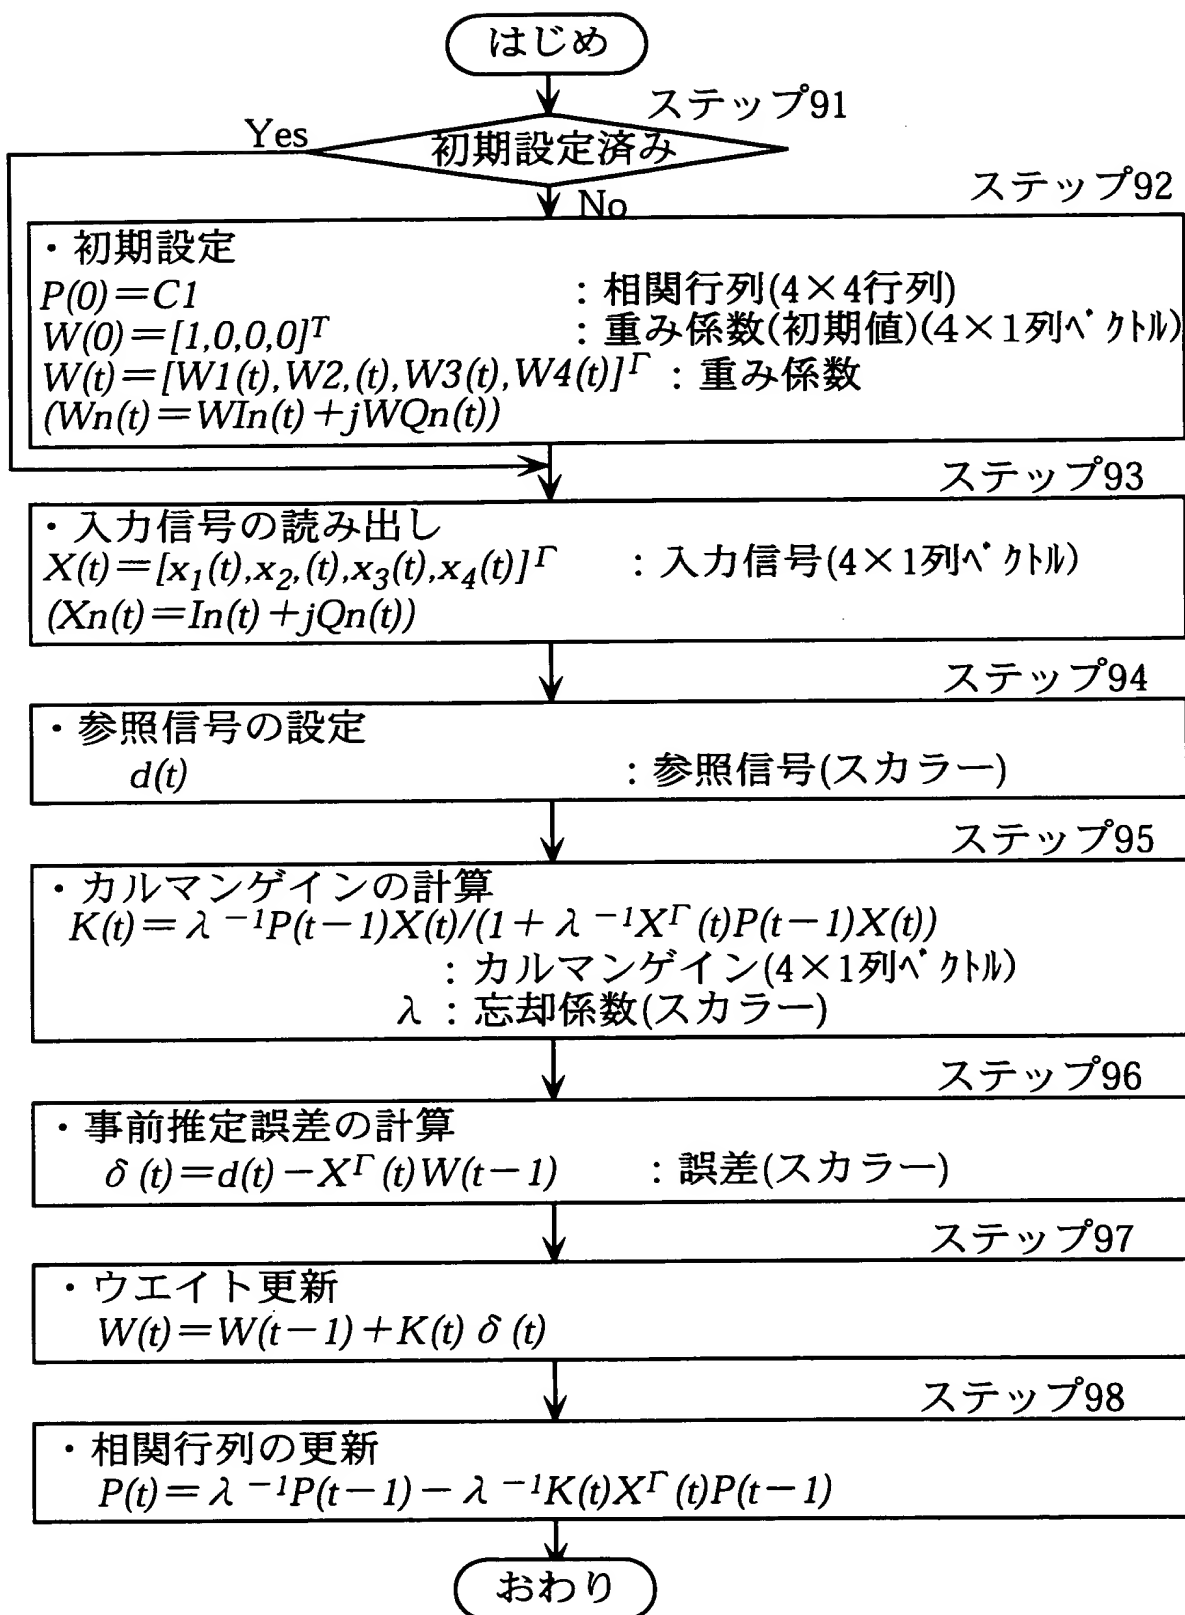 はじめ
ステップ91
Yes
初期設定済み
No
ステップ92
・初期設定
P(0)=C1 :相関行列(4×4行列)
W(0)=[1,0,0,0]ᵀ :重み係数(初期値)(4×1列ベクトル)
W(t)=[W1(t),W2,(t),W3(t),W4(t)]^Γ :重み係数
(Wn(t)=WIn(t)+jWQn(t))
ステップ93
・入力信号の読み出し
X(t)=[x₁(t),x₂,(t),x₃(t),x₄(t)]^Γ :入力信号(4×1列ベクトル)
(Xn(t)=In(t)+jQn(t))
ステップ94
・参照信号の設定
d(t) :参照信号(スカラー)
ステップ95
・カルマンゲインの計算
K(t)=λ⁻¹P(t−1)X(t)/(1+λ⁻¹X^Γ(t)P(t−1)X(t))
:カルマンゲイン(4×1列ベクトル)
λ:忘却係数(スカラー)
ステップ96
・事前推定誤差の計算
δ(t)=d(t)−X^Γ(t)W(t−1) :誤差(スカラー)
ステップ97
・ウエイト更新
W(t)=W(t−1)+K(t)δ(t)
ステップ98
・相関行列の更新
P(t)=λ⁻¹P(t−1)−λ⁻¹K(t)X^Γ(t)P(t−1)
おわり